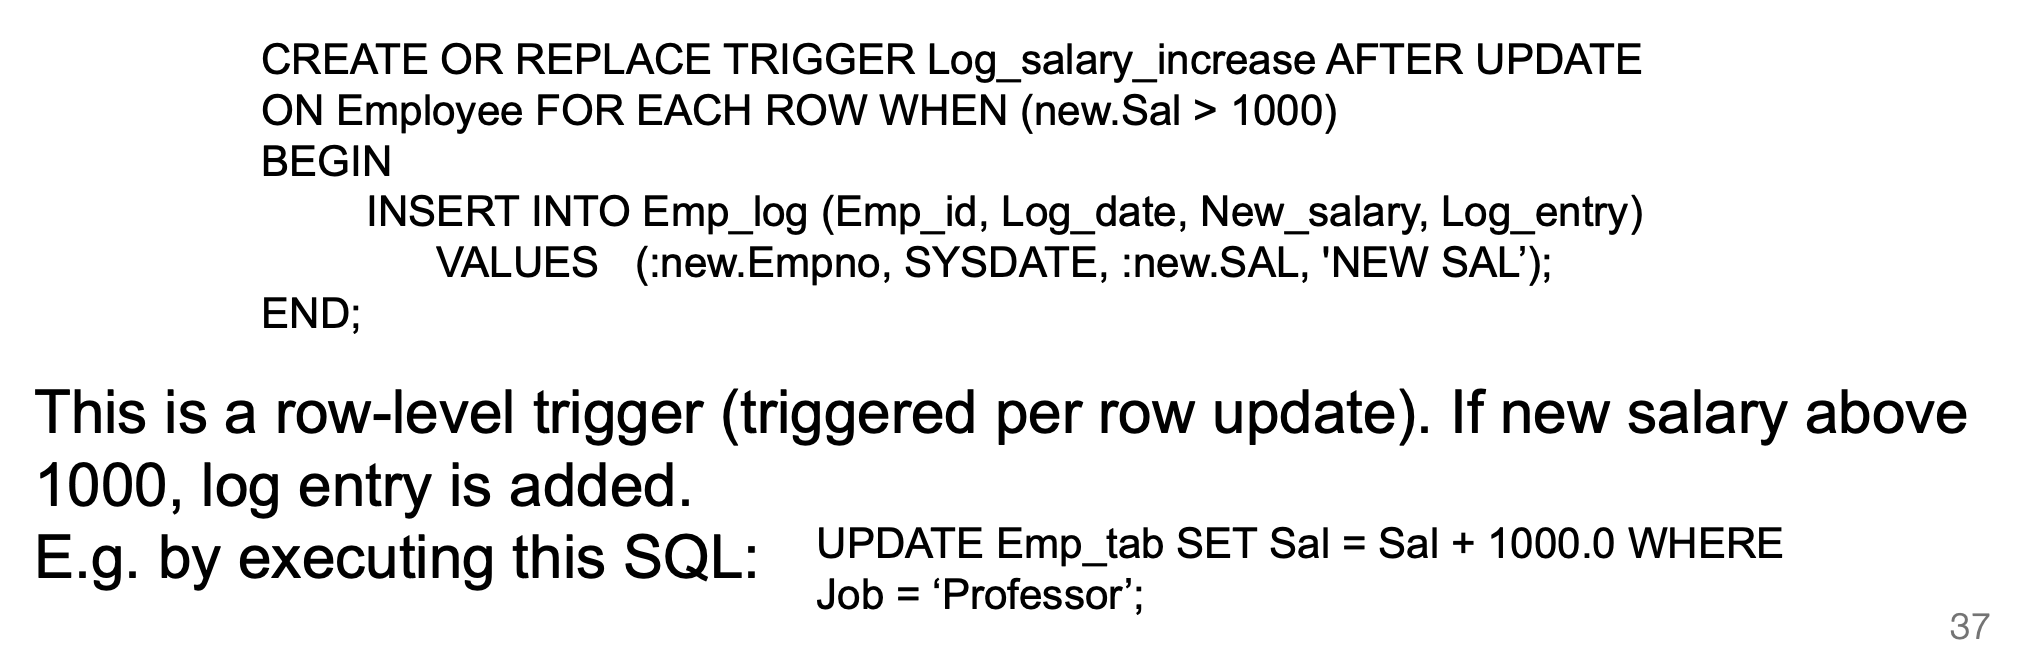 CREATE OR REPLACE TRIGGER Log_salary_increase AFTER UPDATE
ON Employee FOR EACH ROW WHEN (new.Sal > 1000)
BEGIN
INSERT INTO Emp_log (Emp_id, Log_date, New_salary, Log_entry)
VALUES (:new.Empno, SYSDATE, :new.SAL, 'NEW SAL’);
END;
This is a row-level trigger (triggered per row update). If new salary above
1000, log entry is added.
E.g. by executing this SQL:
UPDATE Emp_tab SET Sal = Sal + 1000.0 WHERE
Job = ‘Professor’;
37